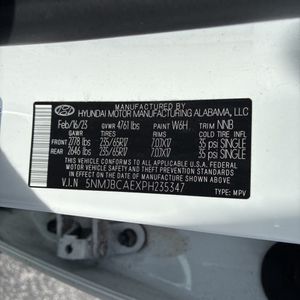 MANUFACTURED BY
HYUNDAI MOTOR MANUFACTURING ALABAMA, LLC
Feb/16/23 GVWR 4761 lbs PAINT W6H TRIM NNB
GAWR TIRES RIMS COLD TIRE INFL
FRONT 2778 lbs 235/65R17 7.0JX17 35 psi SINGLE
REAR 2646 lbs 235/65R17 7.0JX17 35 psi SINGLE
THIS VEHICLE CONFORMS TO ALL APPLICABLE U.S.A FEDERAL
MOTOR VEHICLE SAFETY AND THEFT PREVENTION STANDARDS
IN EFFECT ON THE DATE OF MANUFACTURE SHOWN ABOVE.
V.I.N 5NMJBCAEXPH235347
TYPE: MPV